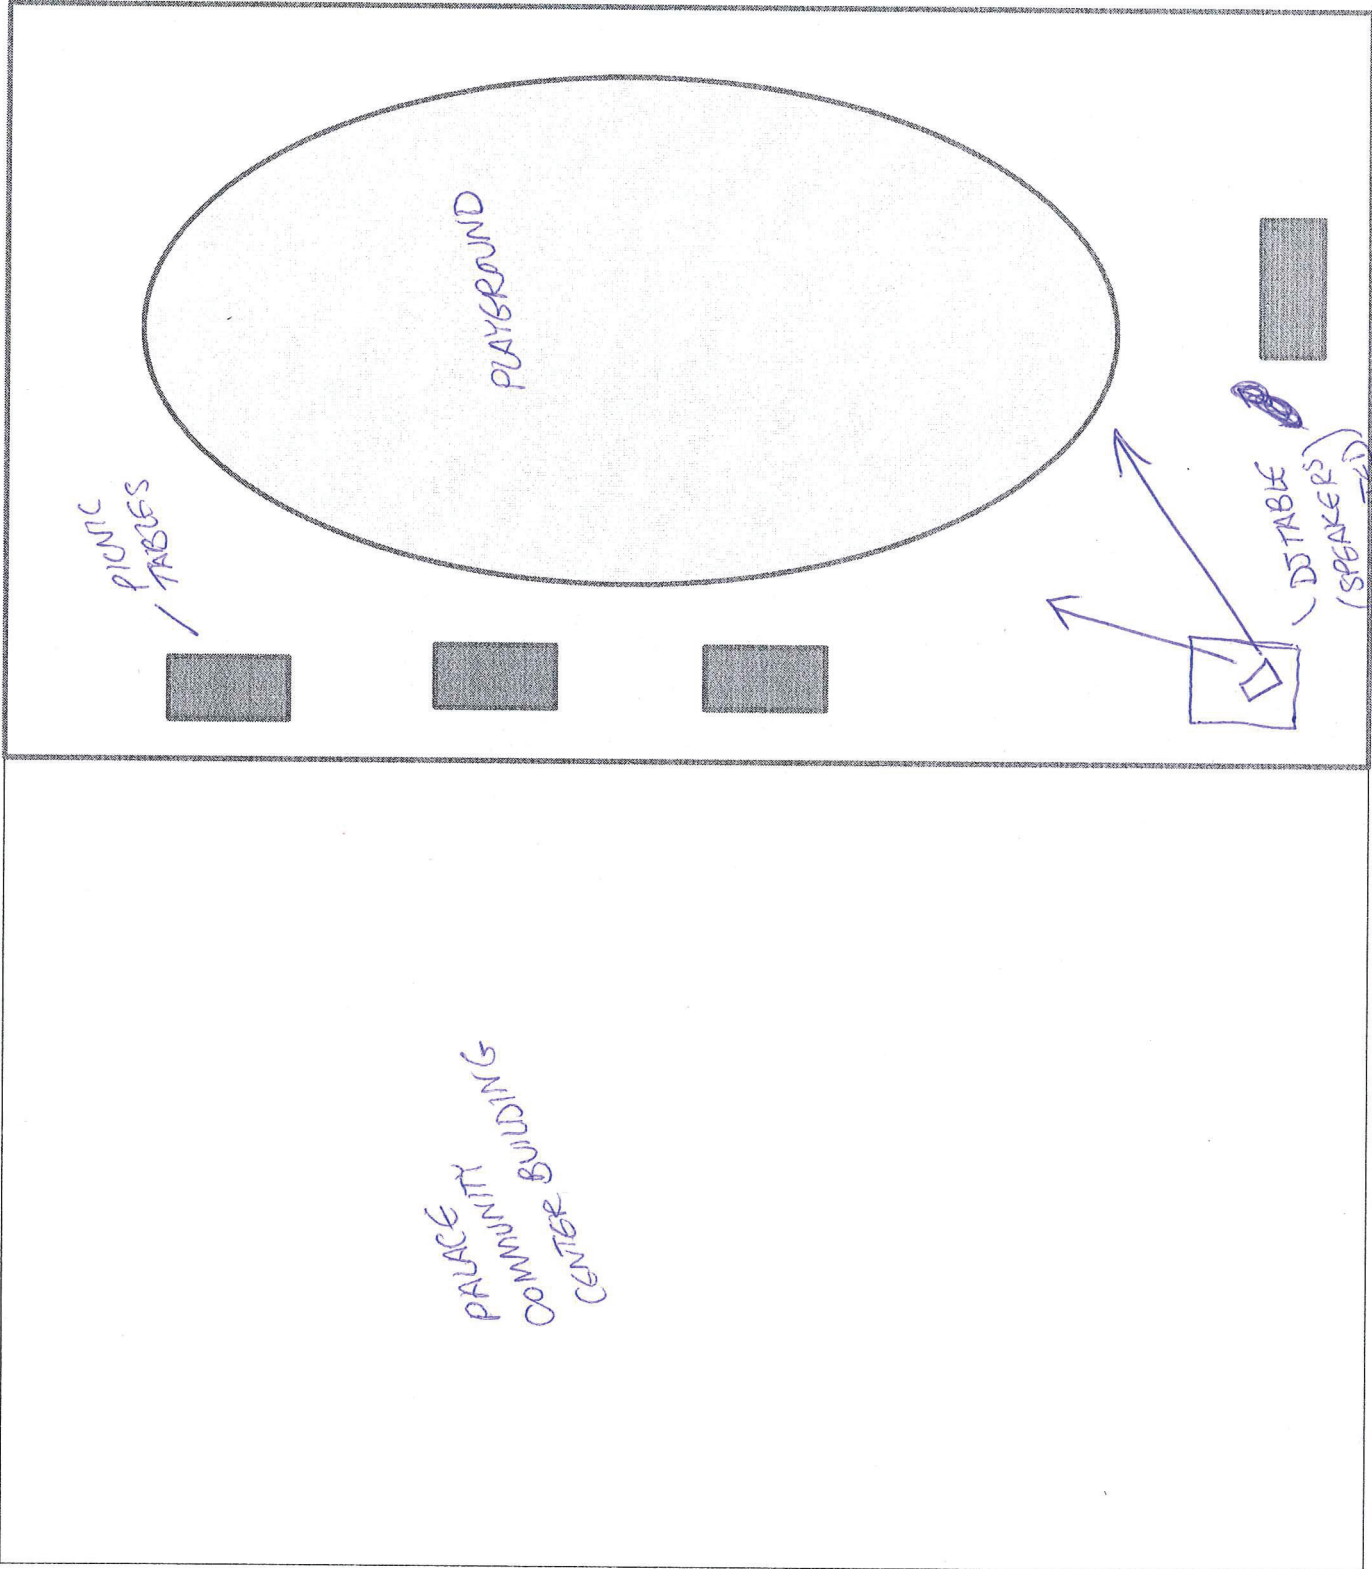 PICNIC
TABLES
PLAYGROUND
DJ TABLE
(SPEAKERS)
PALACE
COMMUNITY
CENTER BUILDING